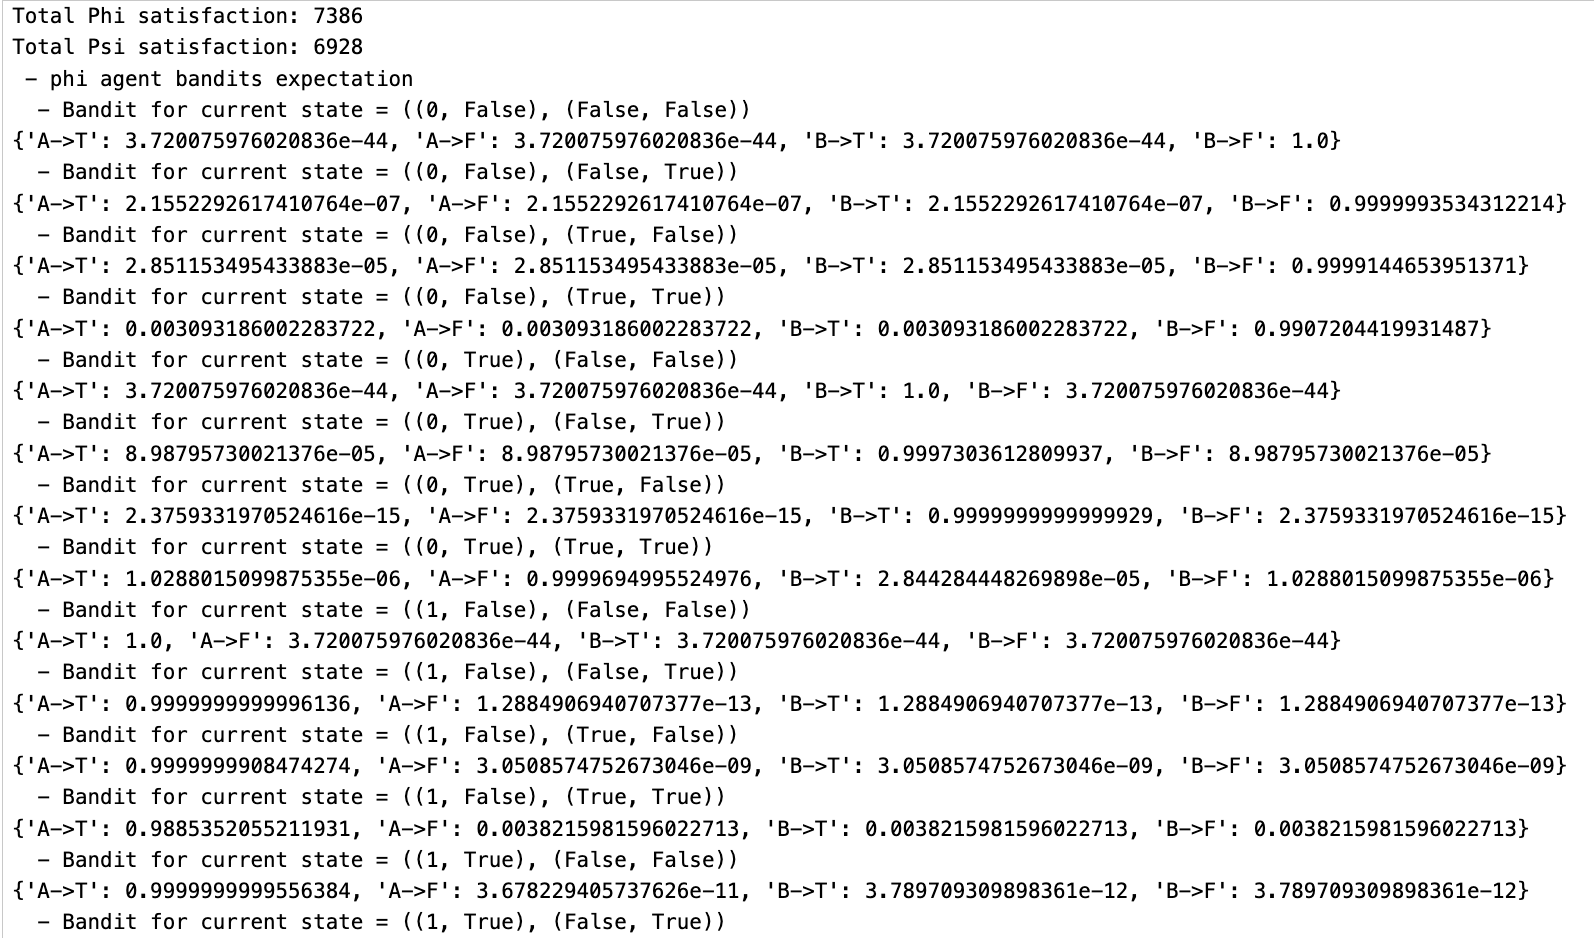 Total Phi satisfaction: 7386
Total Psi satisfaction: 6928
– phi agent bandits expectation
– Bandit for current state = ((0, False), (False, False))
{'A->T': 3.720075976020836e-44, 'A->F': 3.720075976020836e-44, 'B->T': 3.720075976020836e-44, 'B->F': 1.0}
– Bandit for current state = ((0, False), (False, True))
{'A->T': 2.1552292617410764e-07, 'A->F': 2.1552292617410764e-07, 'B->T': 2.1552292617410764e-07, 'B->F': 0.9999993534312214}
– Bandit for current state = ((0, False), (True, False))
{'A->T': 2.851153495433883e-05, 'A->F': 2.851153495433883e-05, 'B->T': 2.851153495433883e-05, 'B->F': 0.9999144653951371}
– Bandit for current state = ((0, False), (True, True))
{'A->T': 0.003093186002283722, 'A->F': 0.003093186002283722, 'B->T': 0.003093186002283722, 'B->F': 0.9907204419931487}
– Bandit for current state = ((0, True), (False, False))
{'A->T': 3.720075976020836e-44, 'A->F': 3.720075976020836e-44, 'B->T': 1.0, 'B->F': 3.720075976020836e-44}
– Bandit for current state = ((0, True), (False, True))
{'A->T': 8.98795730021376e-05, 'A->F': 8.98795730021376e-05, 'B->T': 0.9997303612809937, 'B->F': 8.98795730021376e-05}
– Bandit for current state = ((0, True), (True, False))
{'A->T': 2.3759331970524616e-15, 'A->F': 2.3759331970524616e-15, 'B->T': 0.9999999999999929, 'B->F': 2.3759331970524616e-15}
– Bandit for current state = ((0, True), (True, True))
{'A->T': 1.0288015099875355e-06, 'A->F': 0.9999694995524976, 'B->T': 2.844284448269898e-05, 'B->F': 1.0288015099875355e-06}
– Bandit for current state = ((1, False), (False, False))
{'A->T': 1.0, 'A->F': 3.720075976020836e-44, 'B->T': 3.720075976020836e-44, 'B->F': 3.720075976020836e-44}
– Bandit for current state = ((1, False), (False, True))
{'A->T': 0.9999999999996136, 'A->F': 1.2884906940707377e-13, 'B->T': 1.2884906940707377e-13, 'B->F': 1.2884906940707377e-13}
– Bandit for current state = ((1, False), (True, False))
{'A->T': 0.9999999908474274, 'A->F': 3.0508574752673046e-09, 'B->T': 3.0508574752673046e-09, 'B->F': 3.0508574752673046e-09}
– Bandit for current state = ((1, False), (True, True))
{'A->T': 0.9885352055211931, 'A->F': 0.0038215981596022713, 'B->T': 0.0038215981596022713, 'B->F': 0.0038215981596022713}
– Bandit for current state = ((1, True), (False, False))
{'A->T': 0.9999999999556384, 'A->F': 3.678229405737626e-11, 'B->T': 3.789709309898361e-12, 'B->F': 3.789709309898361e-12}
– Bandit for current state = ((1, True), (False, True))